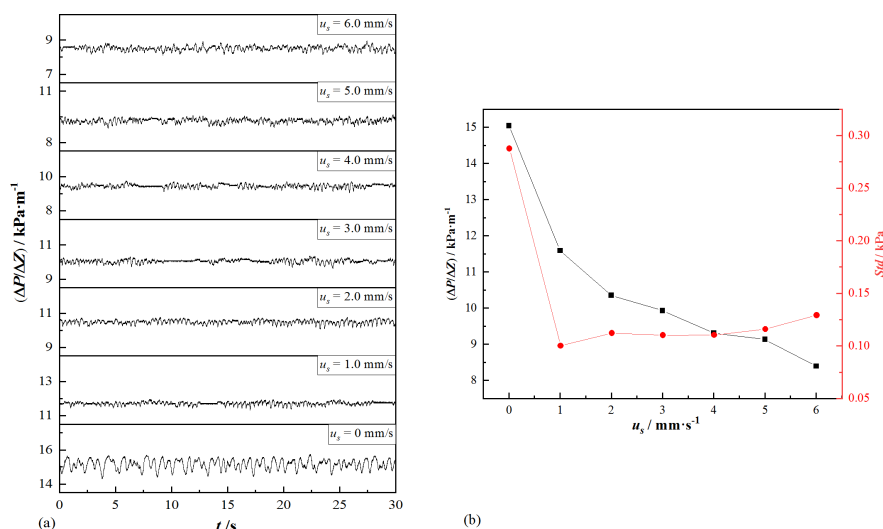 u_s = 6.0 mm/s
9
7
u_s = 5.0 mm/s
11
8
u_s = 4.0 mm/s
10
9
u_s = 3.0 mm/s
11
10
u_s = 2.0 mm/s
11
9
u_s = 1.0 mm/s
13
12
u_s = 0 mm/s
16
14
0 5 10 15 20 25 30
t /s
(ΔP/ΔZ) / kPa·m⁻¹
(a)
15
14
13
12
11
10
9
8
(ΔP/ΔZ) / kPa·m⁻¹
0.30
0.25
0.20
0.15
0.10
0.05
Std / kPa
0 1 2 3 4 5 6
u_s / mm·s⁻¹
(b)